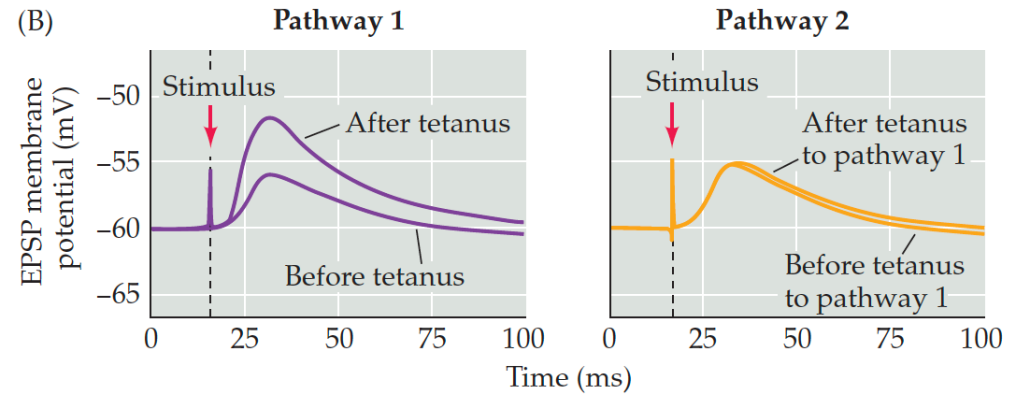 (B)
Pathway 1
Pathway 2
EPSP membrane
potential (mV)
–50
–55
–60
–65
Stimulus
After tetanus
Before tetanus
0
25
50
75
100
Stimulus
After tetanus
to pathway 1
Before tetanus
to pathway 1
0
25
50
75
100
Time (ms)